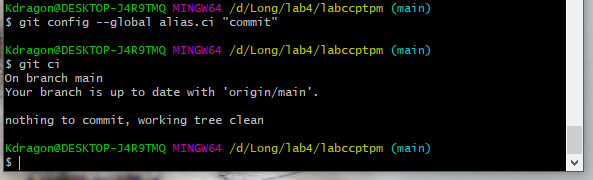 Kdragon@DESKTOP-J4R9TMQ MINGW64 /d/Long/lab4/labccptpm (main)
$ git config --global alias.ci "commit"
Kdragon@DESKTOP-J4R9TMQ MINGW64 /d/Long/lab4/labccptpm (main)
$ git ci
On branch main
Your branch is up to date with 'origin/main'.
nothing to commit, working tree clean
Kdragon@DESKTOP-J4R9TMQ MINGW64 /d/Long/lab4/labccptpm (main)
$